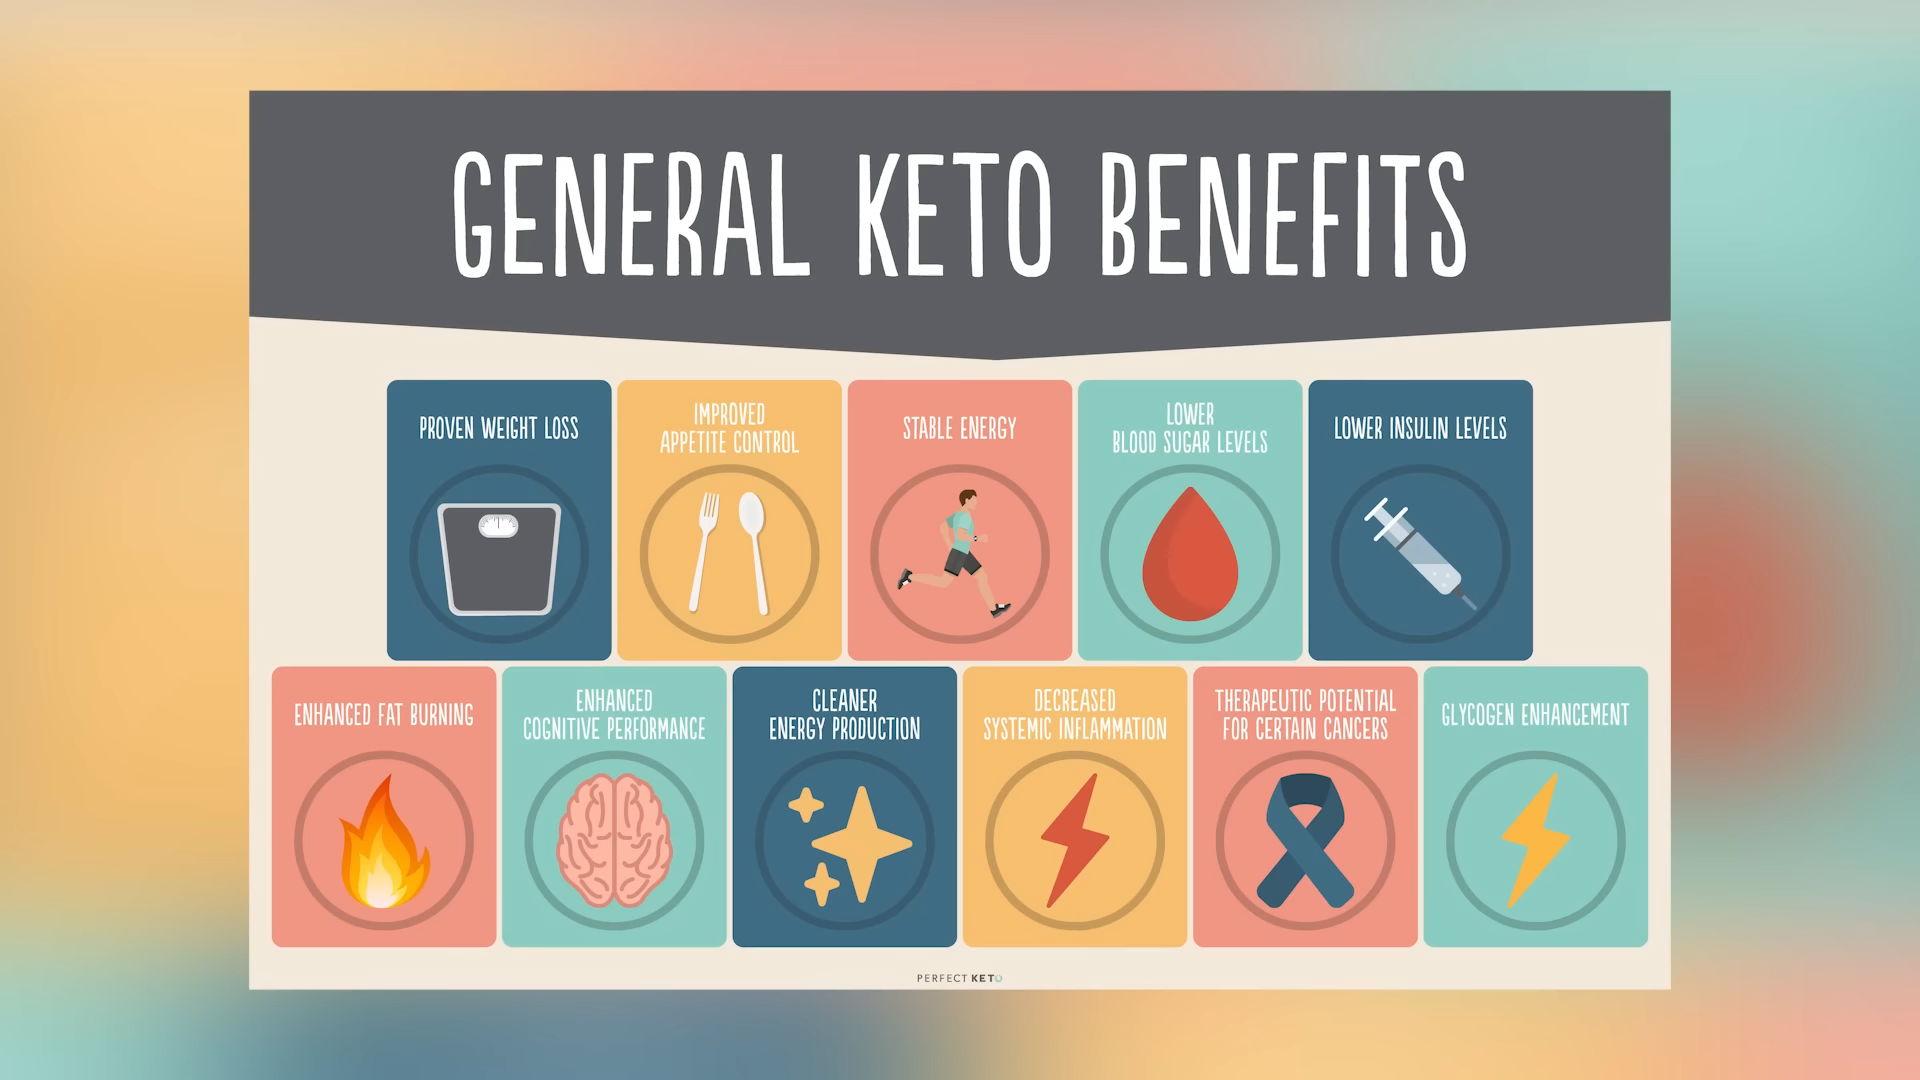 GENERAL KETO BENEFITS
PROVEN WEIGHT LOSS
IMPROVED
APPETITE CONTROL
STABLE ENERGY
LOWER
BLOOD SUGAR LEVELS
LOWER INSULIN LEVELS
ENHANCED FAT BURNING
ENHANCED
COGNITIVE PERFORMANCE
CLEANER
ENERGY PRODUCTION
DECREASED
SYSTEMIC INFLAMMATION
THERAPEUTIC POTENTIAL
FOR CERTAIN CANCERS
GLYCOGEN ENHANCEMENT
PERFECT KETO